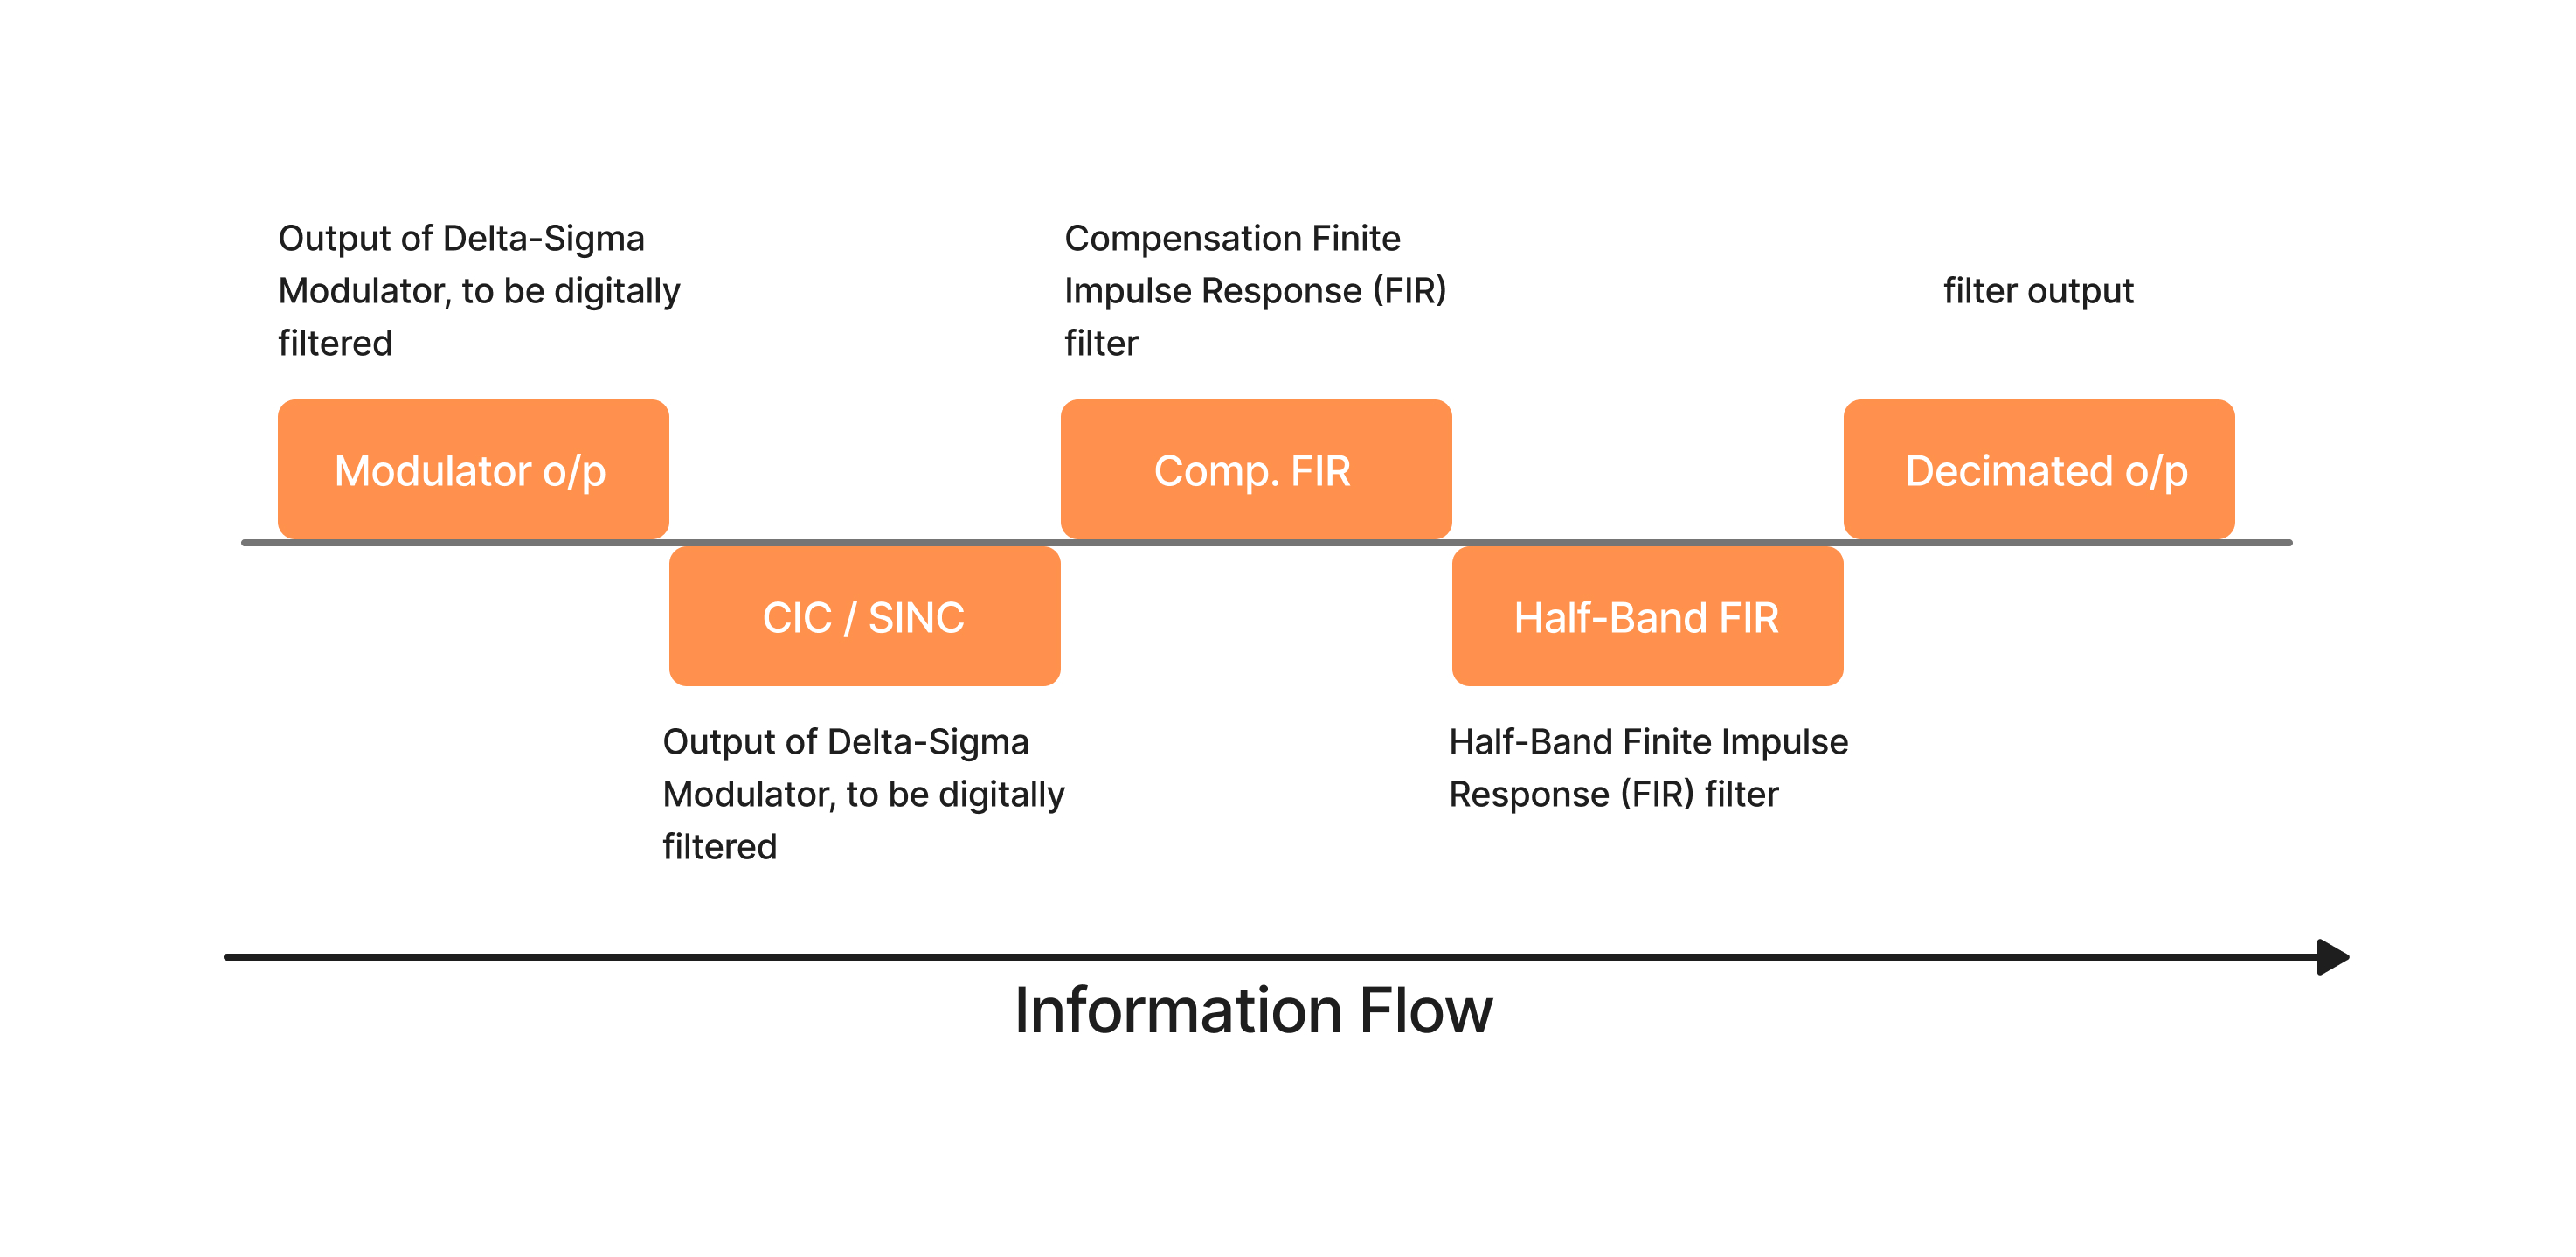 Output of Delta-Sigma
Modulator, to be digitally
filtered
Compensation Finite
Impulse Response (FIR)
filter
filter output
Modulator o/p
Comp. FIR
Decimated o/p
CIC / SINC
Half-Band FIR
Output of Delta-Sigma
Modulator, to be digitally
filtered
Half-Band Finite Impulse
Response (FIR) filter
Information Flow